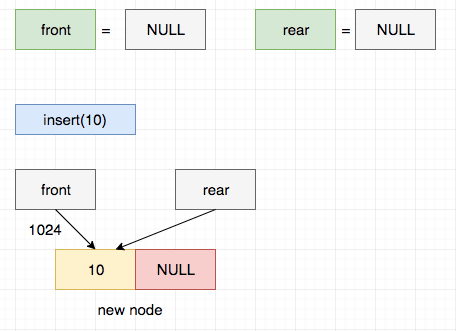 front = NULL rear = NULL
insert(10)
front rear
1024
10 NULL
new node